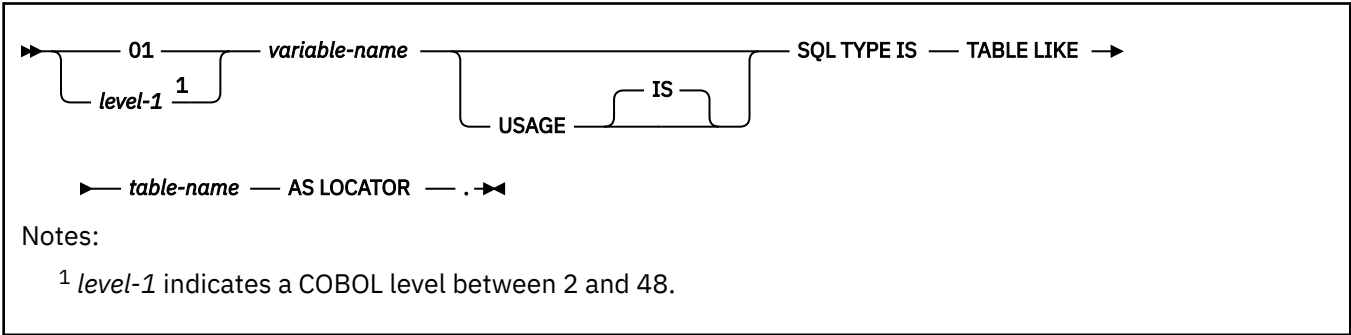 01 variable-name SQL TYPE IS TABLE LIKE
level-1 1 IS
USAGE
table-name AS LOCATOR .
Notes:
1 level-1 indicates a COBOL level between 2 and 48.